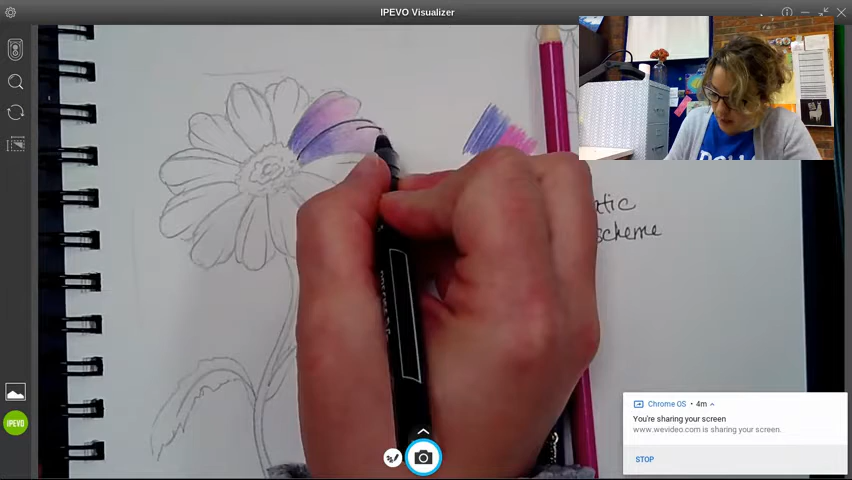 IPEVO Visualizer
scheme
IPEVO
Chrome OS • 4m
You're sharing your screen
www.wevideo.com is sharing your screen.
STOP